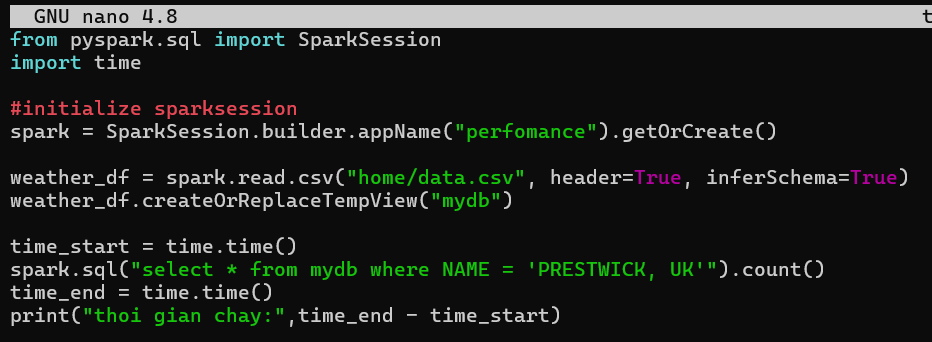 GNU nano 4.8 t
from pyspark.sql import SparkSession
import time
#initialize sparksession
spark = SparkSession.builder.appName("perfomance").getOrCreate()
weather_df = spark.read.csv("home/data.csv", header=True, inferSchema=True)
weather_df.createOrReplaceTempView("mydb")
time_start = time.time()
spark.sql("select * from mydb where NAME = 'PRESTWICK, UK'").count()
time_end = time.time()
print("thoi gian chay:",time_end - time_start)